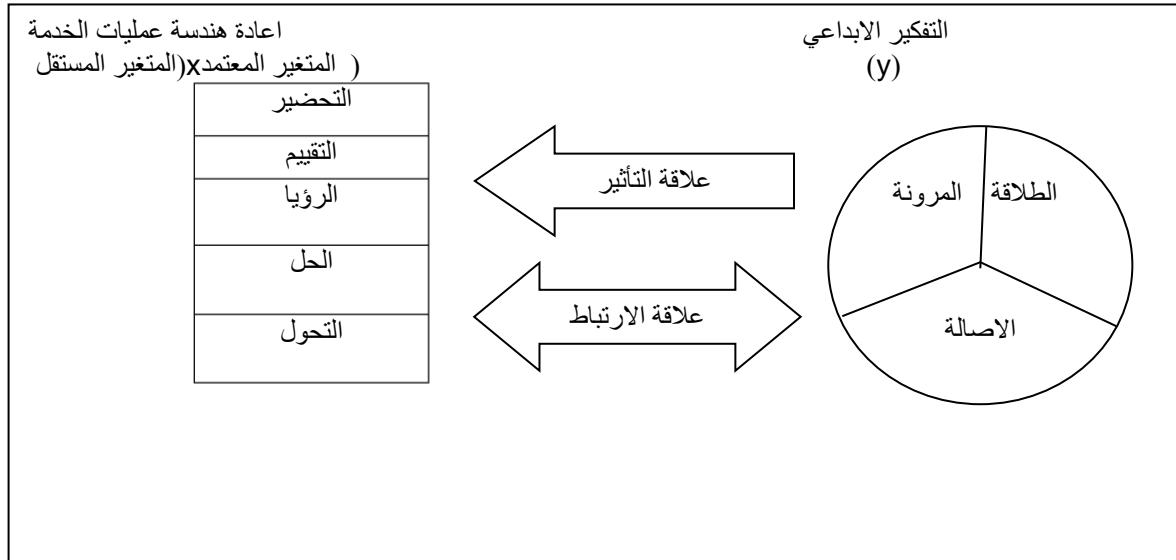 التفكير الابداعي
(y)
اعادة هندسة عمليات الخدمة
( المتغير المعتمدx(المتغير المستقل
الطلاقة
المرونة
الاصالة
علاقة التأثير
علاقة الارتباط
التحضير
التقييم
الرؤيا
الحل
التحول